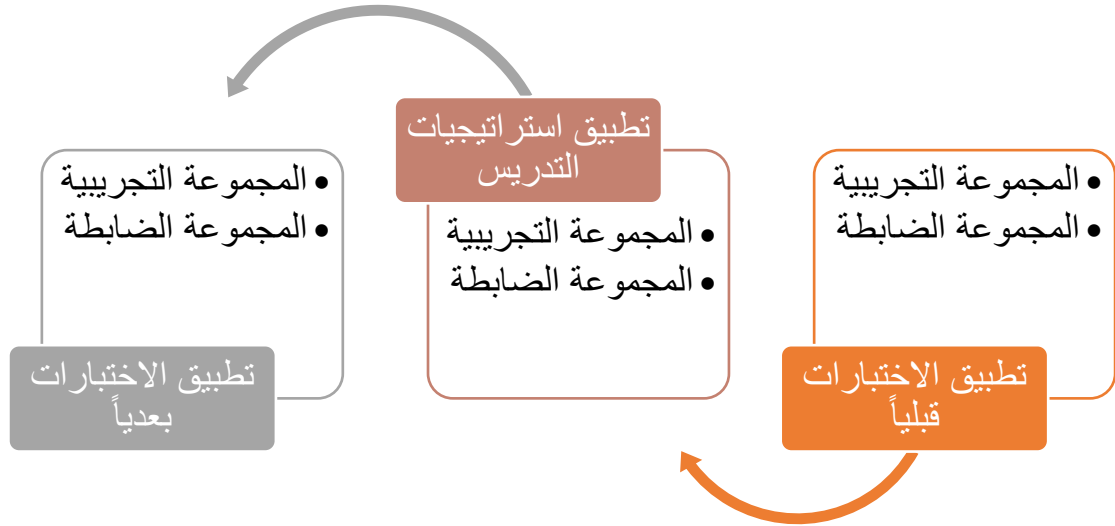 • المجموعة التجريبية
• المجموعة الضابطة
تطبيق الاختبارات
قبلياً
تطبيق استراتيجيات
التدريس
• المجموعة التجريبية
• المجموعة الضابطة
• المجموعة التجريبية
• المجموعة الضابطة
تطبيق الاختبارات
بعدياً